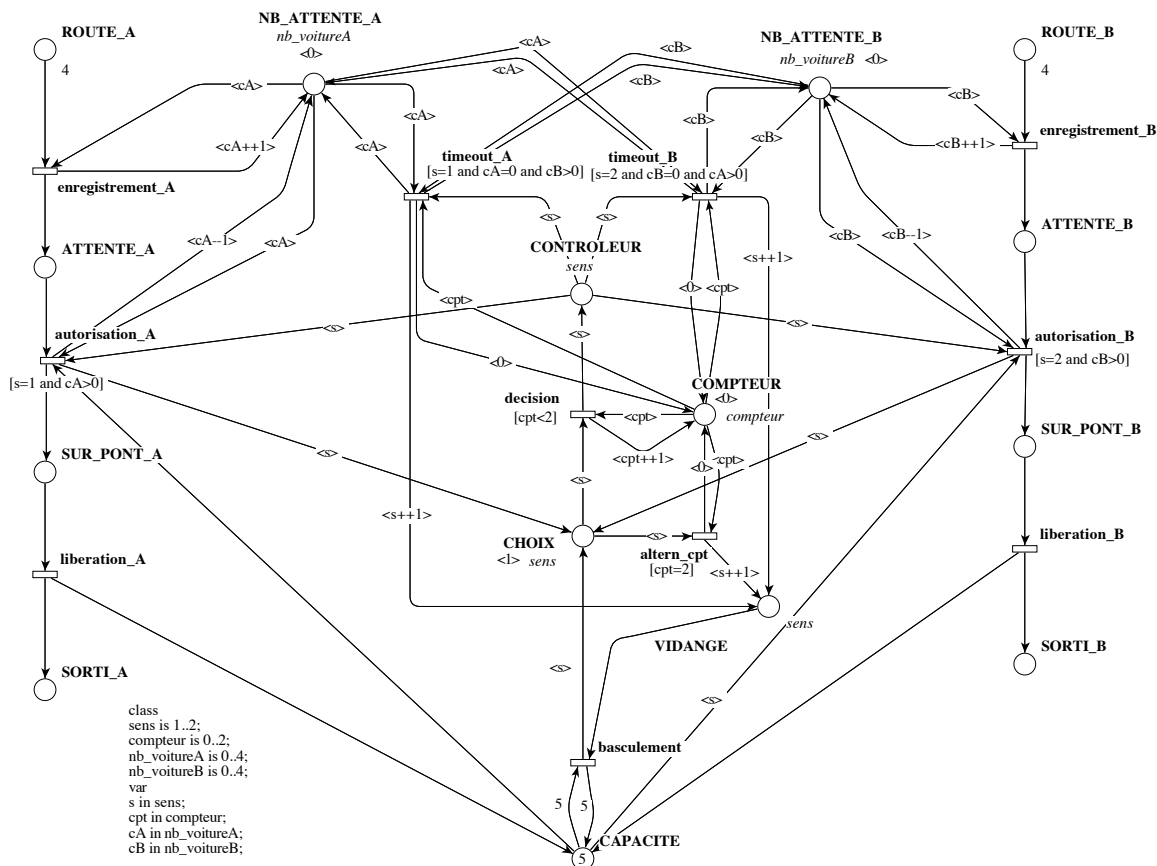 NB_ATTENTE_A
nb_voitureA
<0>
ROUTE_A
4
NB_ATTENTE_B
nb_voitureB <0>
ROUTE_B
4
<cA>
<cA>
<cB>
<cB>
<cA>
<cA>
<cB>
<cB>
<cB>
<cA++1>
<cA>
timeout_A
[s=1 and cA=0 and cB>0]
timeout_B
[s=2 and cB=0 and cA>0]
<cB++1>
enregistrement_B
enregistrement_A
<s>
<s>
ATTENTE_A
<cA--1>
<cA>
CONTROLEUR
sens
<s++1>
<cB>
<cB--1>
ATTENTE_B
<cpt>
<0>
<cpt>
autorisation_A
[s=1 and cA>0]
<s>
<s>
<s>
autorisation_B
[s=2 and cB>0]
<0>
decision
[cpt<2]
<cpt>
COMPTEUR
<0>
compteur
<cpt++1>
<0>
<cpt>
SUR_PONT_A
<s>
<s>
<s>
SUR_PONT_B
<s++1>
CHOIX
<1> sens
<s>
altern_cpt
[cpt=2]
<s++1>
liberation_A
liberation_B
sens
VIDANGE
SORTI_A
<s>
<s>
SORTI_B
class
sens is 1..2;
compteur is 0..2;
nb_voitureA is 0..4;
nb_voitureB is 0..4;
var
s in sens;
cpt in compteur;
cA in nb_voitureA;
cB in nb_voitureB;
basculement
5
5
CAPACITE
5